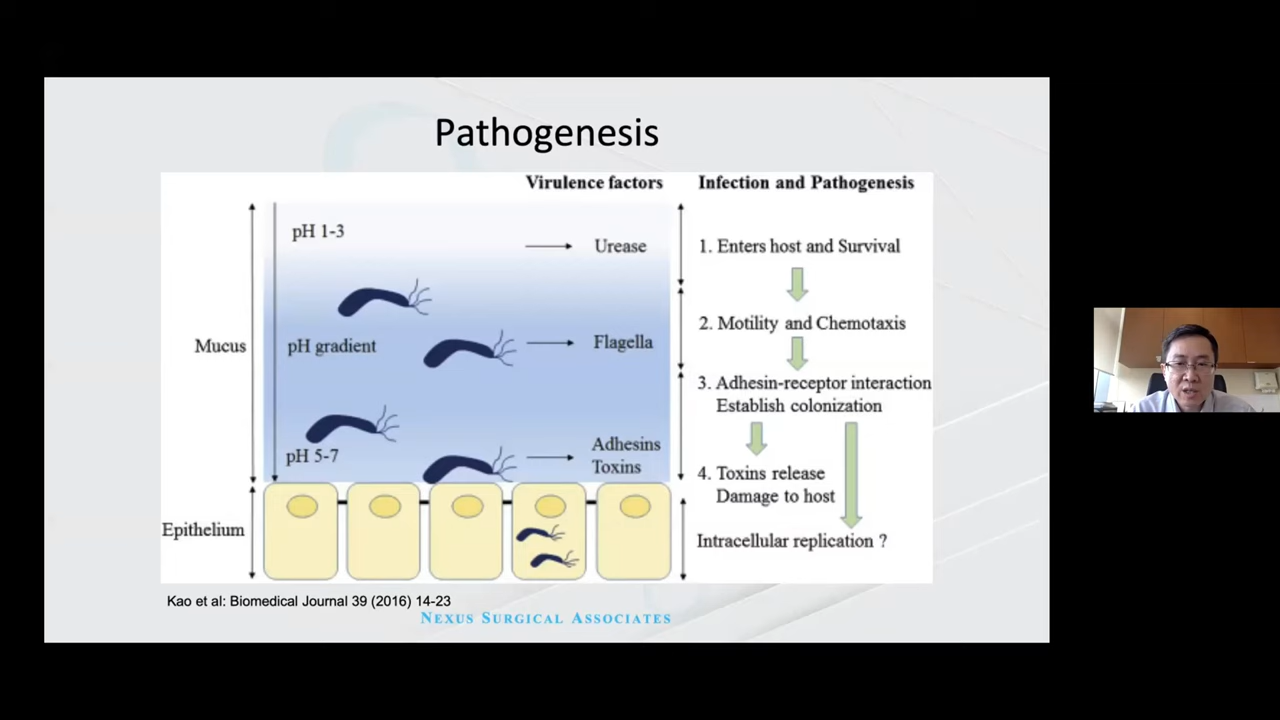 Pathogenesis
Virulence factors
Infection and Pathogenesis
pH 1-3
Urease
1. Enters host and Survival
Mucus
pH gradient
Flagella
2. Motility and Chemotaxis
3. Adhesin-receptor interaction
Establish colonization
pH 5-7
Adhesins
Toxins
4. Toxins release
Damage to host
Epithelium
Intracellular replication ?
Kao et al: Biomedical Journal 39 (2016) 14-23
NEXUS SURGICAL ASSOCIATES